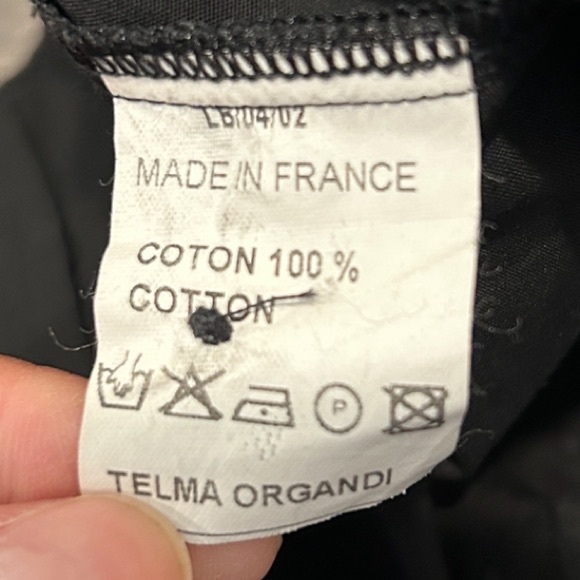 LB/04/02
MADE IN FRANCE
COTON 100 %
COTTON
P
TELMA ORGANDI